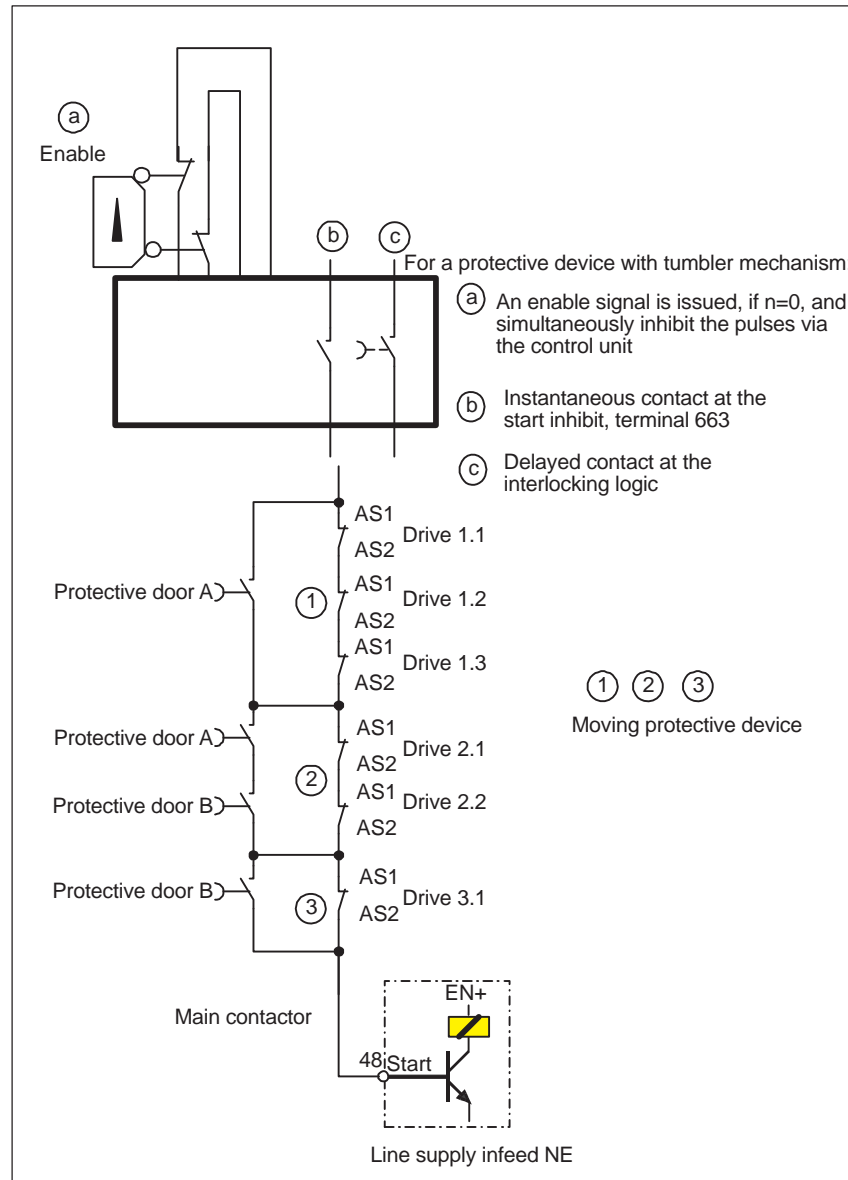 a
Enable
b
c
For a protective device with tumbler mechanism
a An enable signal is issued, if n=0, and
simultaneously inhibit the pulses via
the control unit
b Instantaneous contact at the
start inhibit, terminal 663
c Delayed contact at the
interlocking logic
AS1
AS2
Drive 1.1
Protective door A
1
AS1
AS2
Drive 1.2
AS1
AS2
Drive 1.3
1 2 3
Moving protective device
Protective door A
AS1
AS2
Drive 2.1
2
Protective door B
AS1
AS2
Drive 2.2
Protective door B
3
AS1
AS2
Drive 3.1
Main contactor
EN+
48 Start
Line supply infeed NE